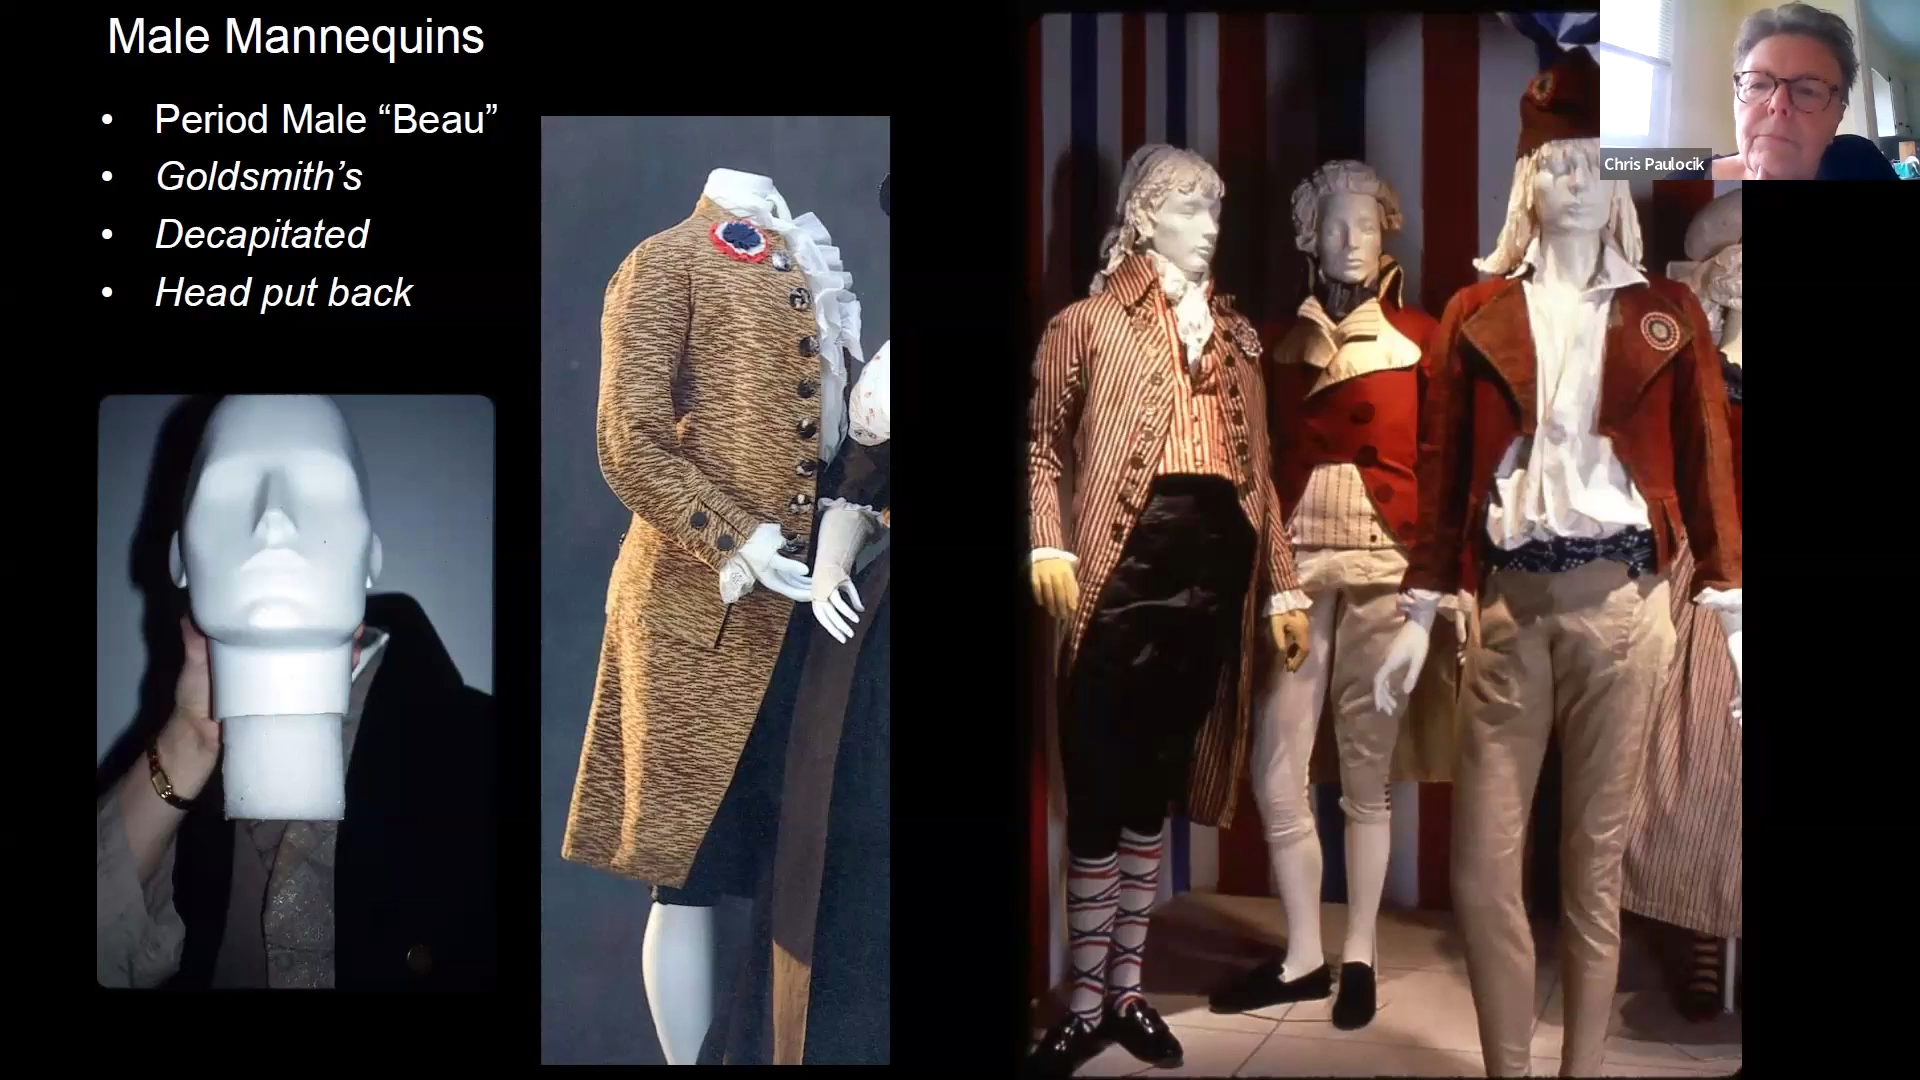 Male Mannequins
• Period Male “Beau”
• Goldsmith’s
• Decapitated
• Head put back
Chris Paulocik